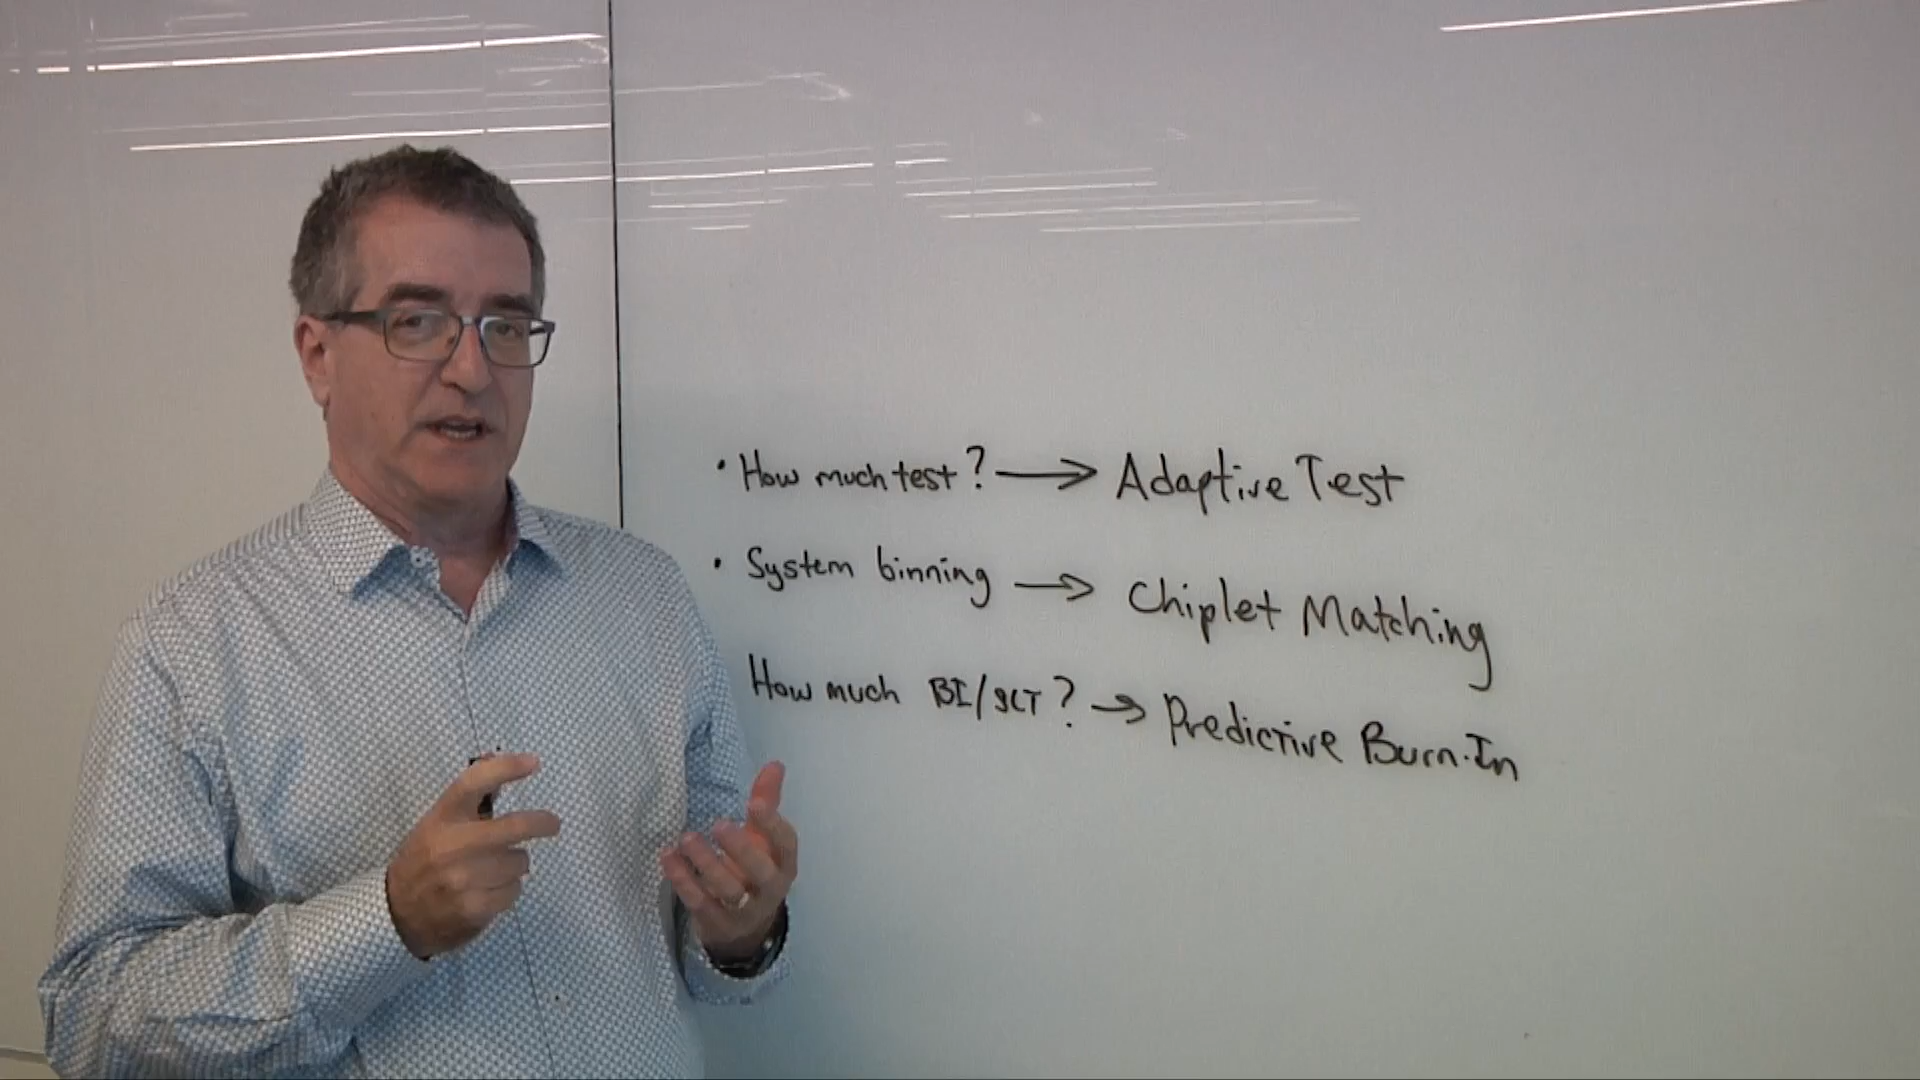 • How much test? → Adaptive Test
• System binning → Chiplet Matching
How much BI/SLT? → Predictive Burn-In